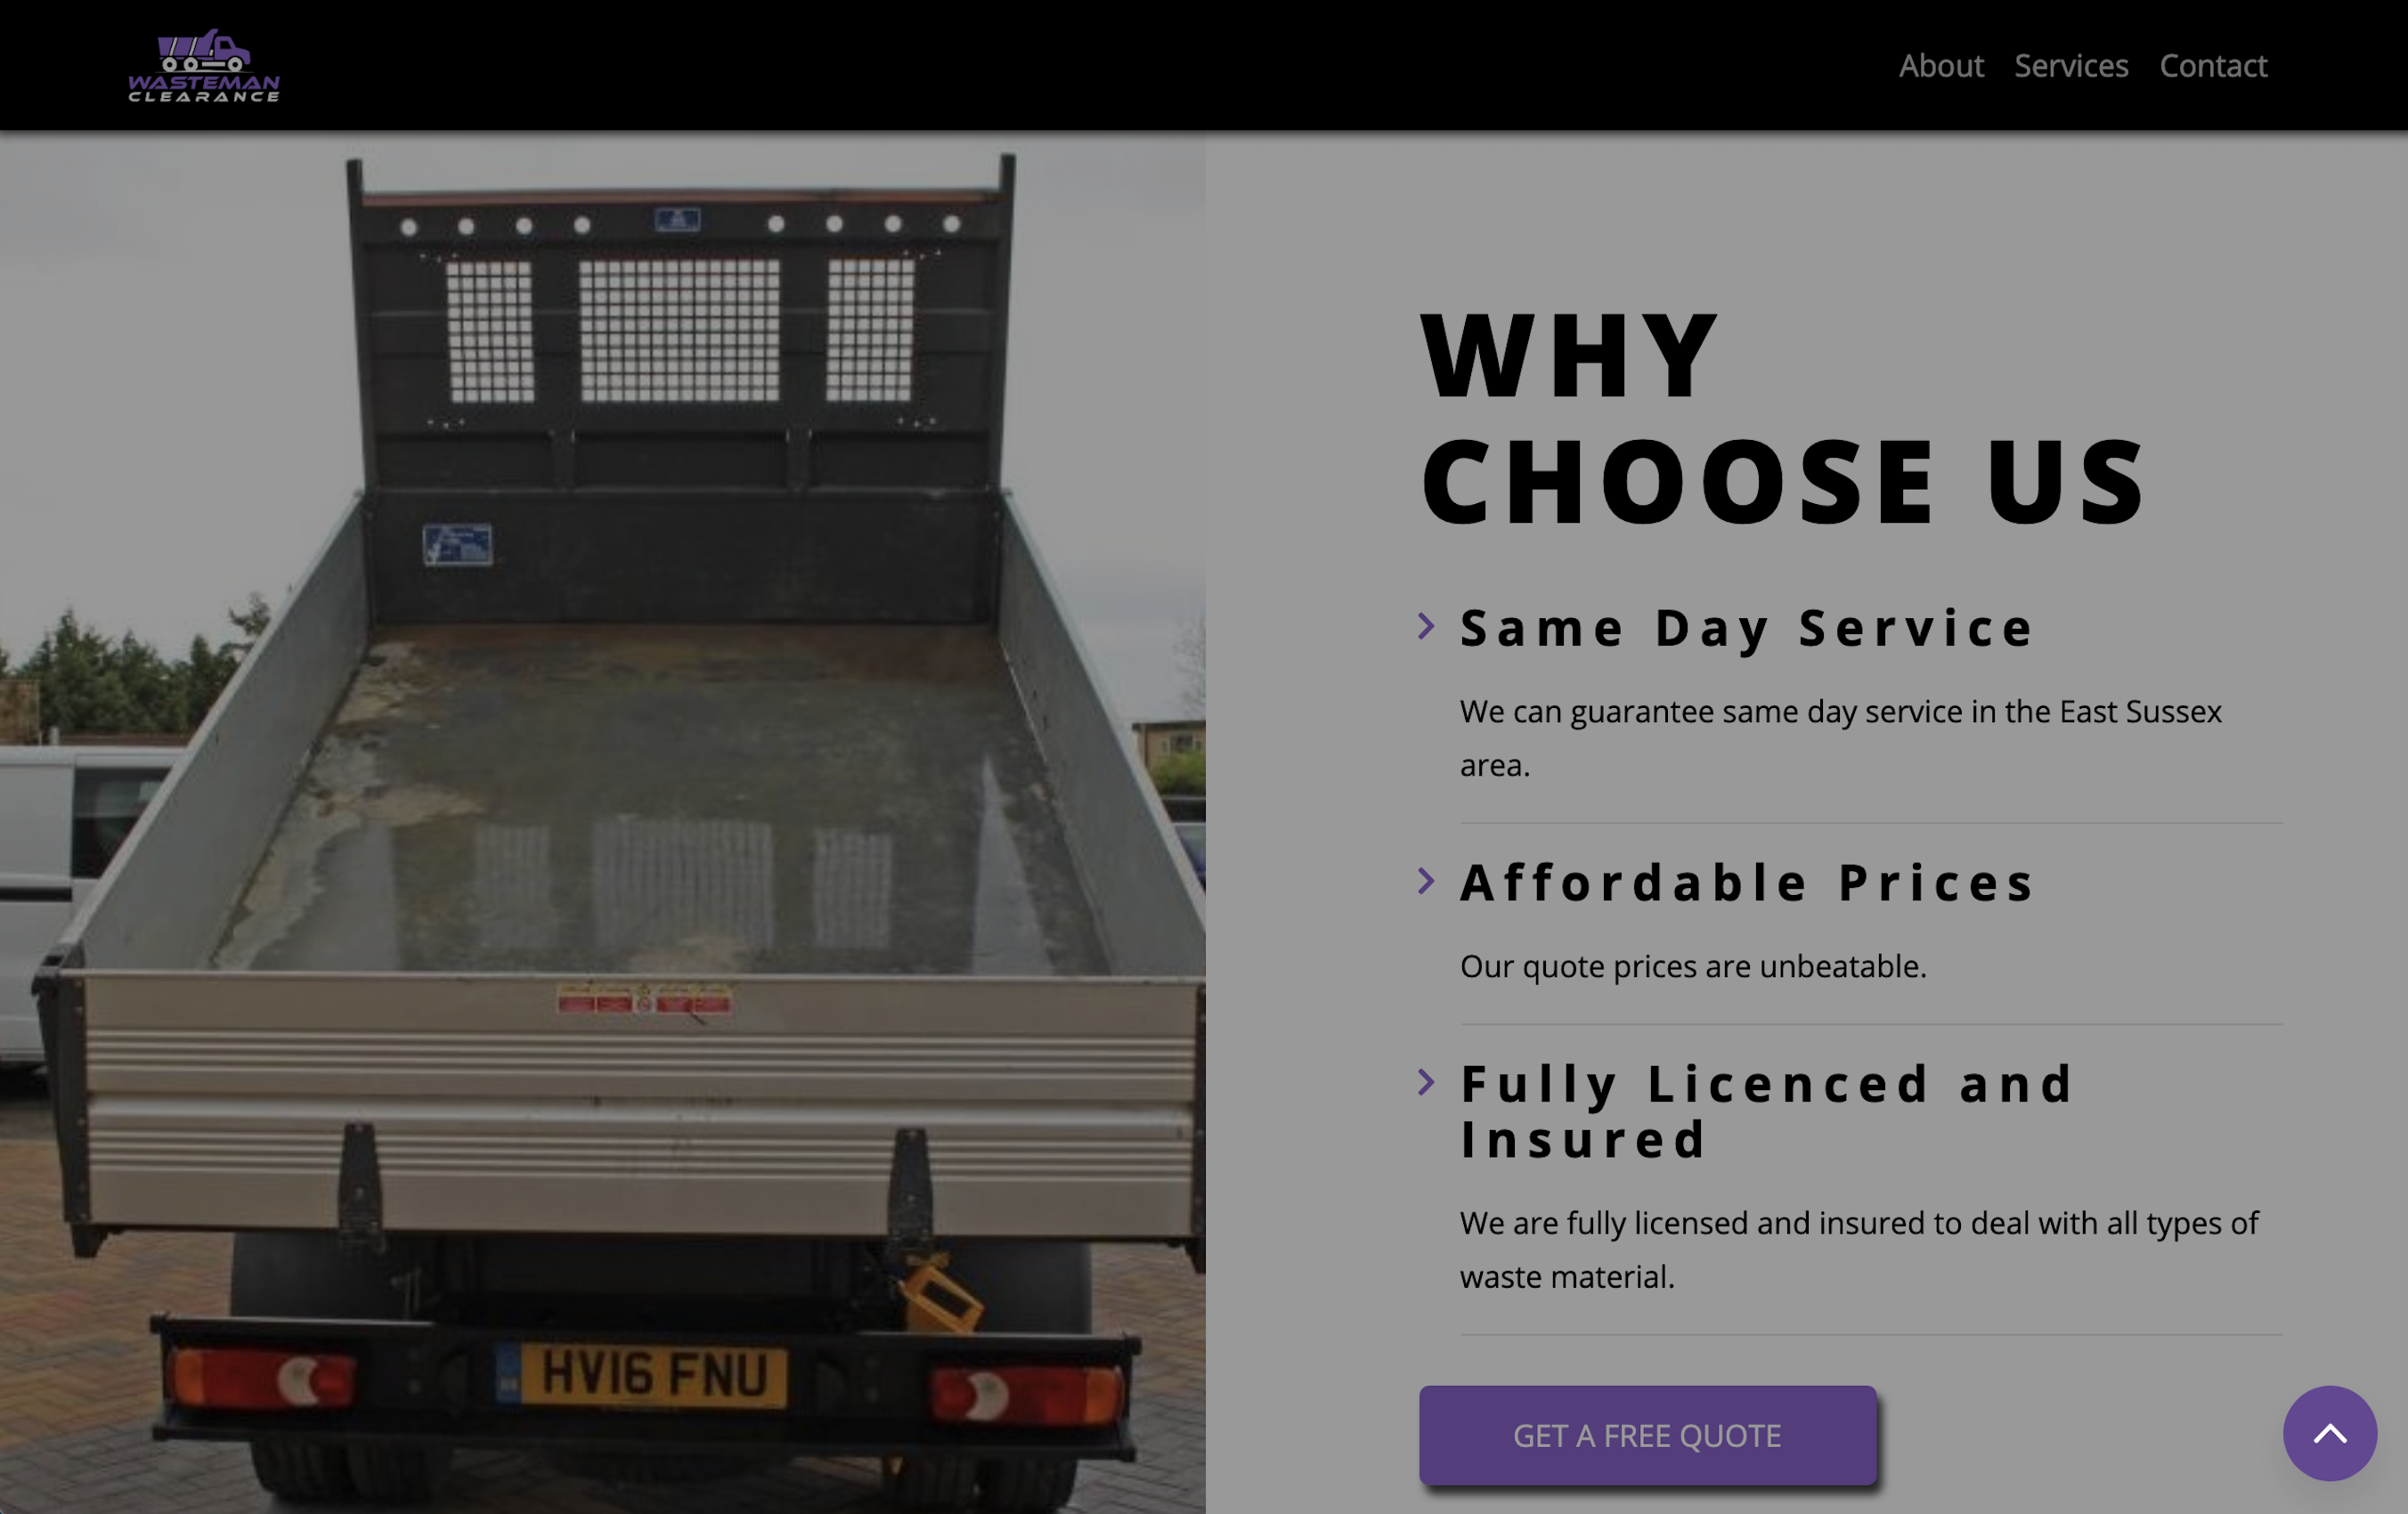 WASTEMAN
CLEARANCE
About Services Contact
WHY
CHOOSE US
Same Day Service
We can guarantee same day service in the East Sussex
area.
Affordable Prices
Our quote prices are unbeatable.
Fully Licenced and
Insured
We are fully licensed and insured to deal with all types of
waste material.
HV16 FNU
GET A FREE QUOTE